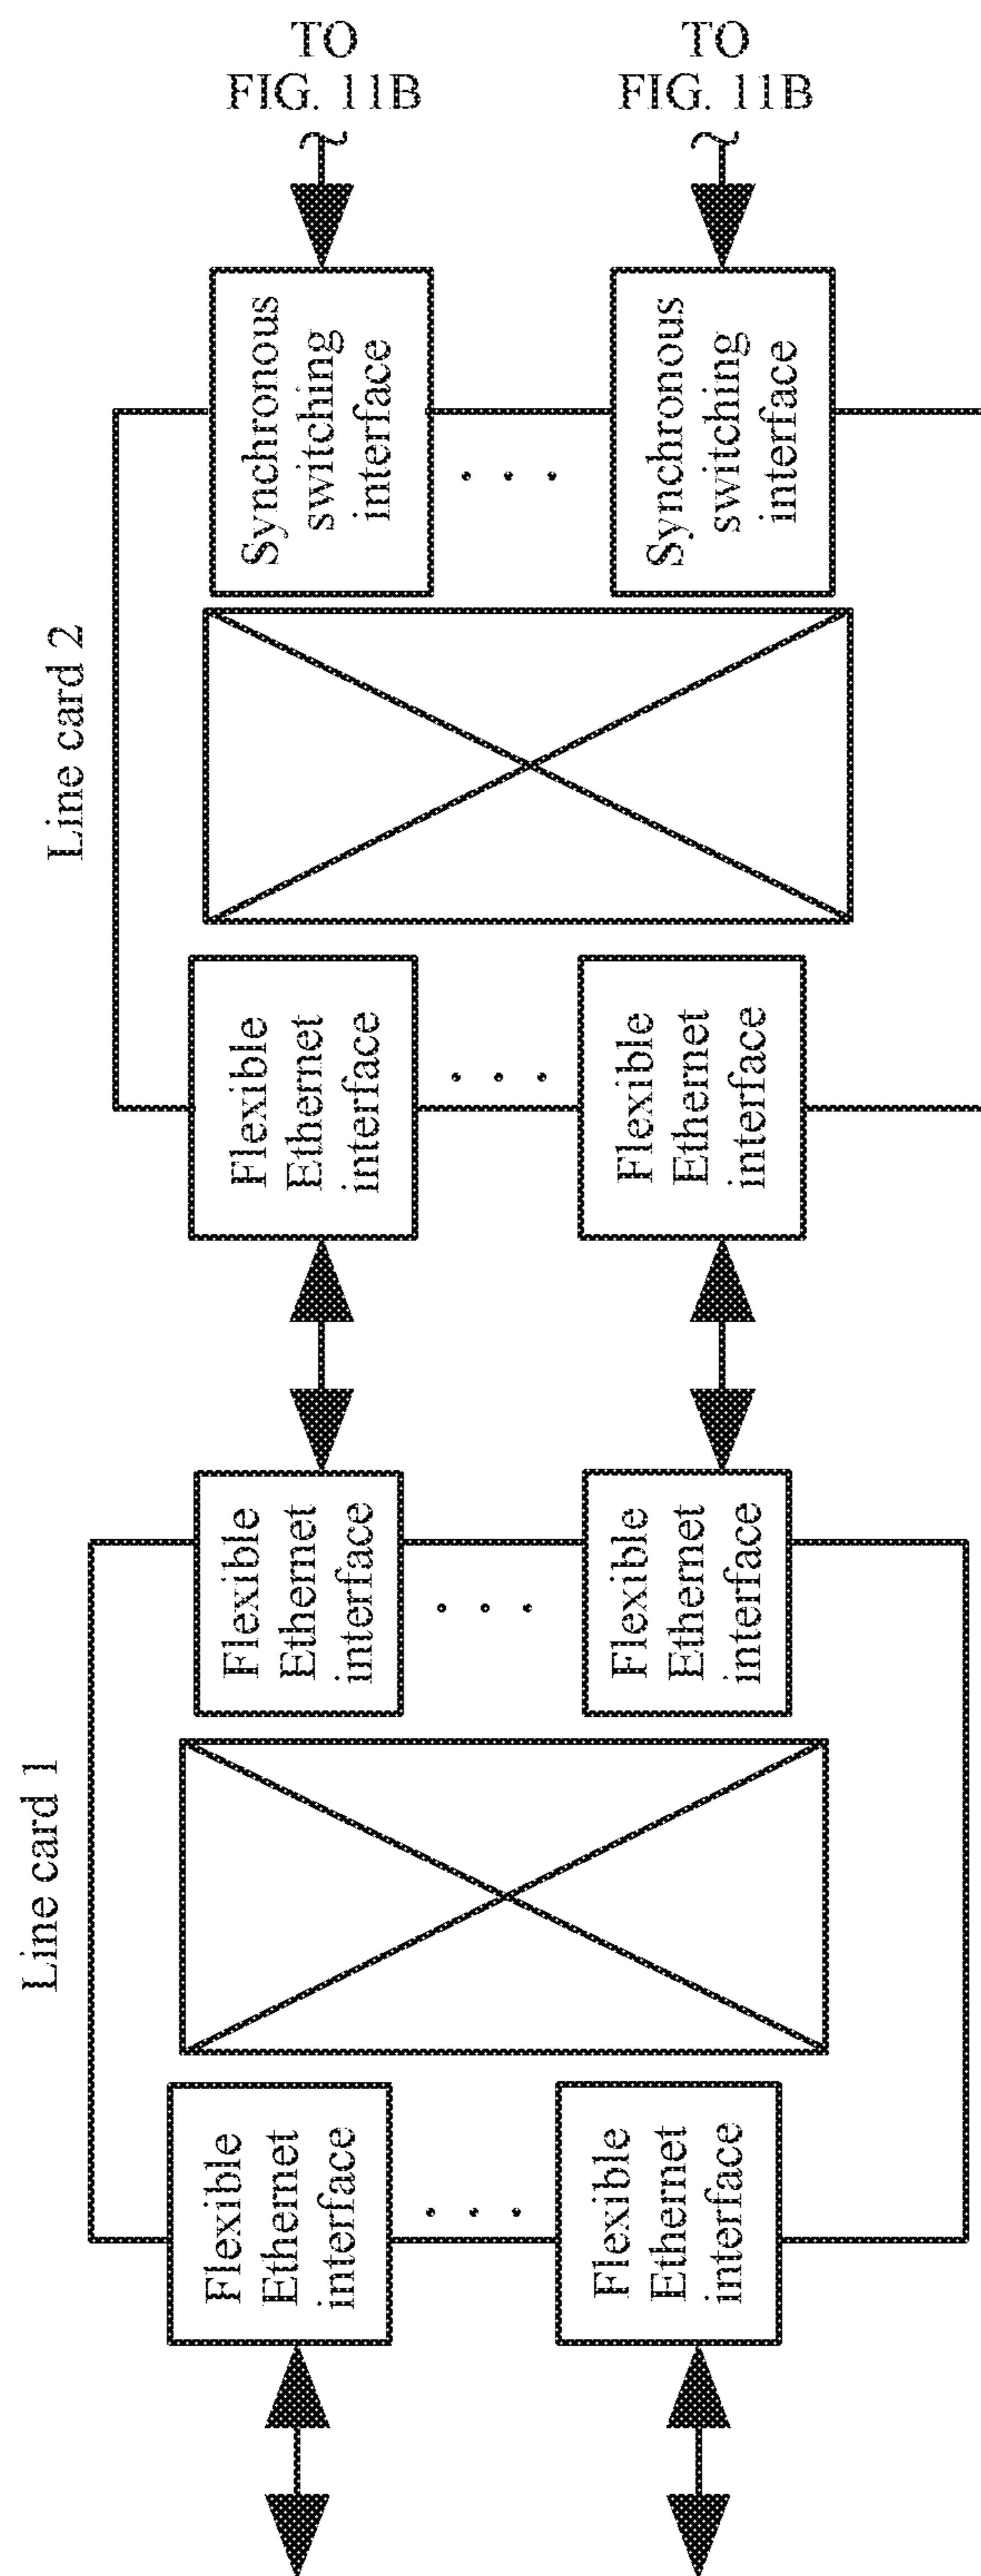 TO
FIG. 11B
TO
FIG. 11B
Line card 2
Synchronous
switching
interface
. . .
Synchronous
switching
interface
Flexible
Ethernet
interface
. . .
Flexible
Ethernet
interface
Line card 1
Flexible
Ethernet
interface
. . .
Flexible
Ethernet
interface
Flexible
Ethernet
interface
. . .
Flexible
Ethernet
interface